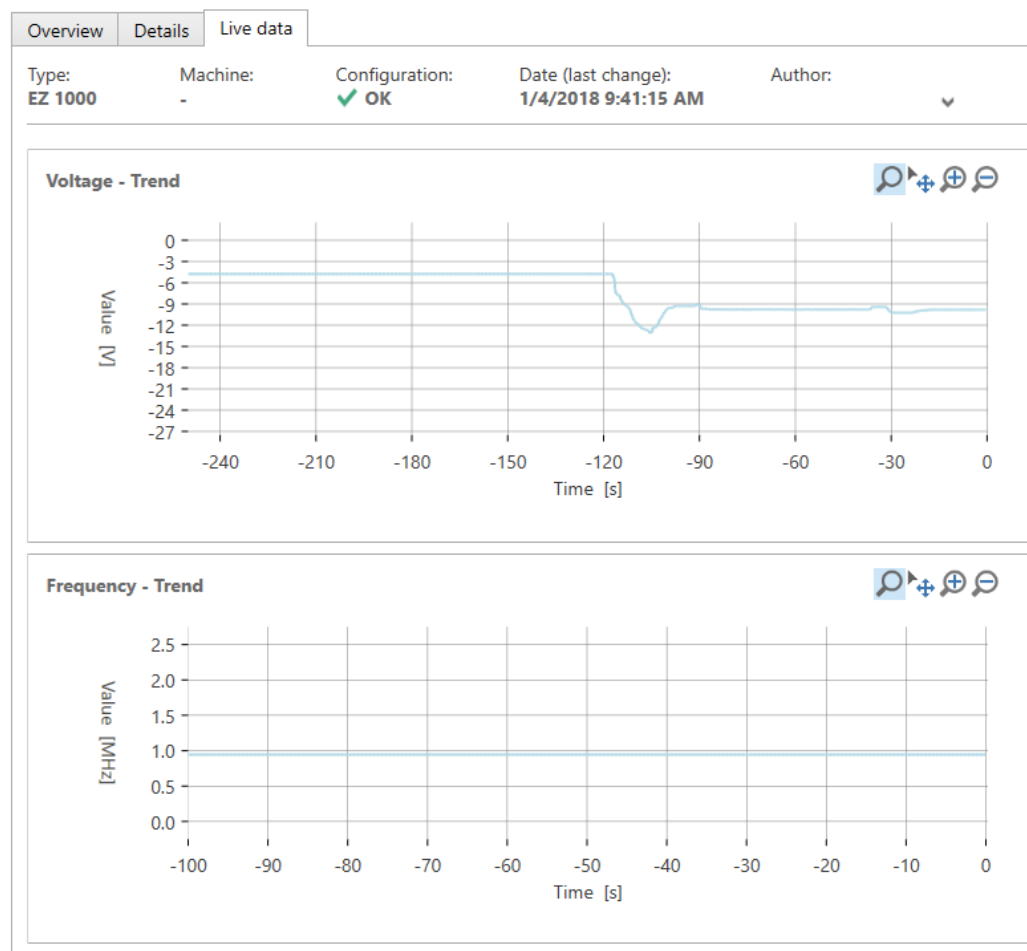 Overview Details Live data
Type: Machine: Configuration: Date (last change): Author:
EZ 1000 - OK 1/4/2018 9:41:15 AM
Voltage - Trend
0
-3
-6
-9
-12
-15
-18
-21
-24
-27
Value [V]
-240 -210 -180 -150 -120 -90 -60 -30 0
Time [s]
Frequency - Trend
2.5
2.0
1.5
1.0
0.5
0.0
Value [MHz]
-100 -90 -80 -70 -60 -50 -40 -30 -20 -10 0
Time [s]